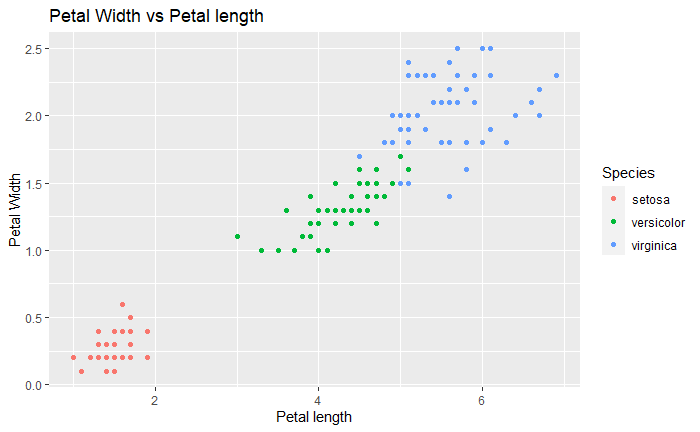 Petal Width vs Petal length
2.5
2.0
1.5
1.0
0.5
0.0
Petal Width
2
4
6
Petal length
Species
setosa
versicolor
virginica